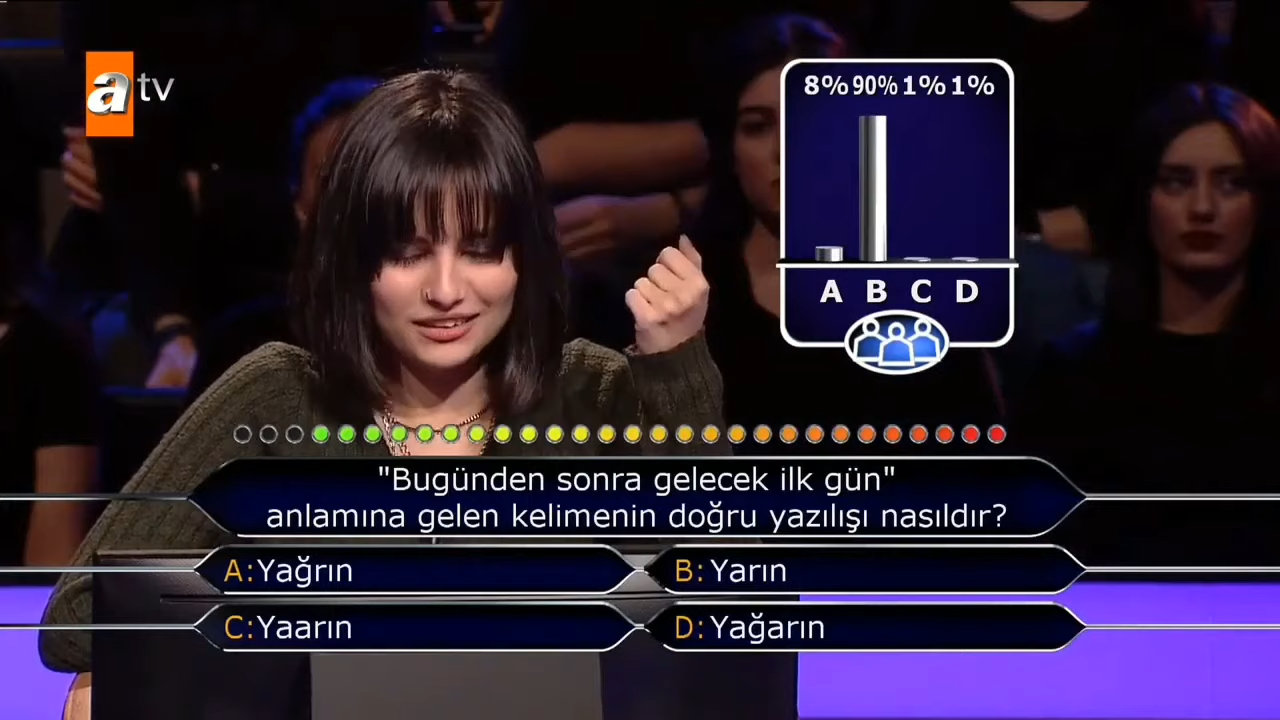 atv
8% 90% 1% 1%
A B C D
"Bugünden sonra gelecek ilk gün"
anlamına gelen kelimenin doğru yazılışı nasıldır?
A: Yağrın
B: Yarın
C: Yaarın
D: Yağarın